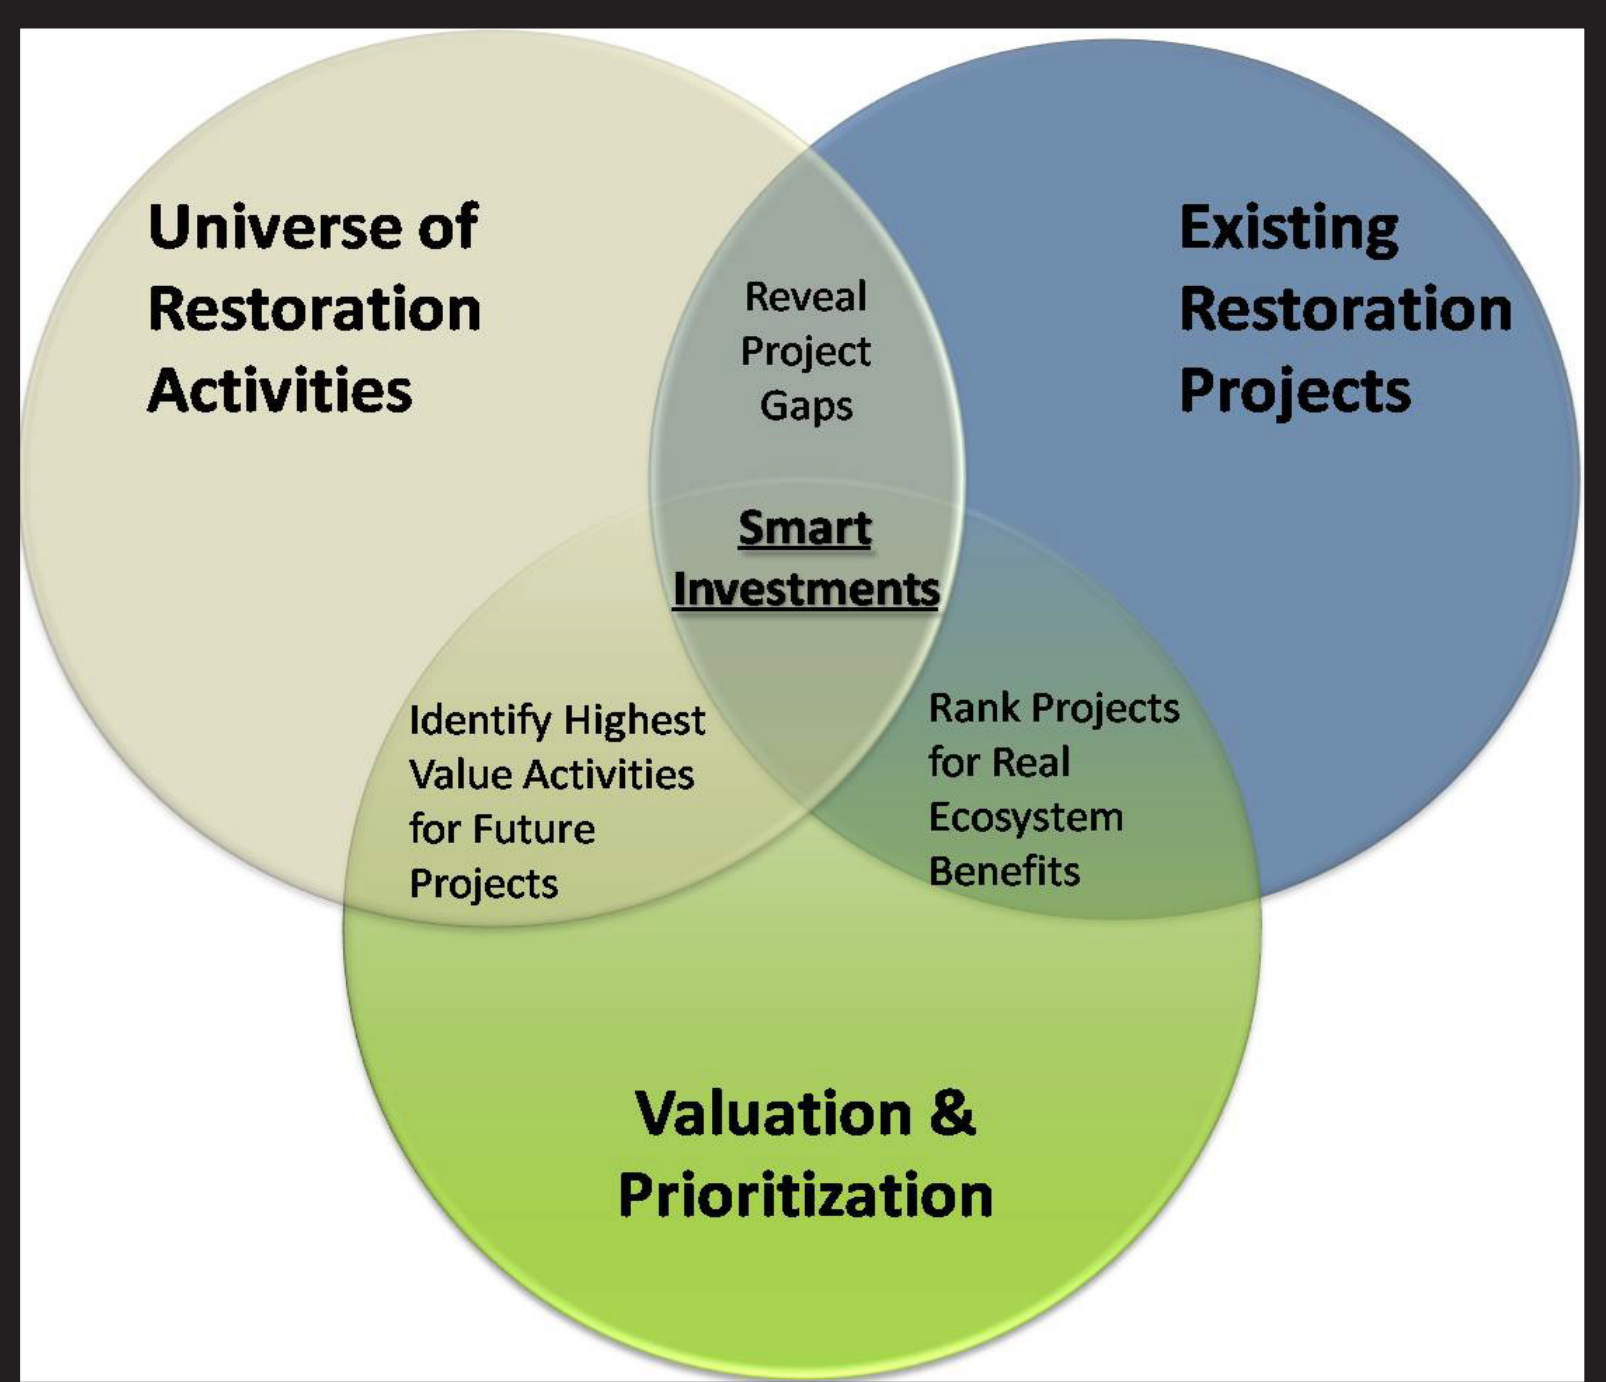 Universe of
Restoration
Activities
Existing
Restoration
Projects
Reveal
Project
Gaps
Smart
Investments
Identify Highest
Value Activities
for Future
Projects
Rank Projects
for Real
Ecosystem
Benefits
Valuation &
Prioritization